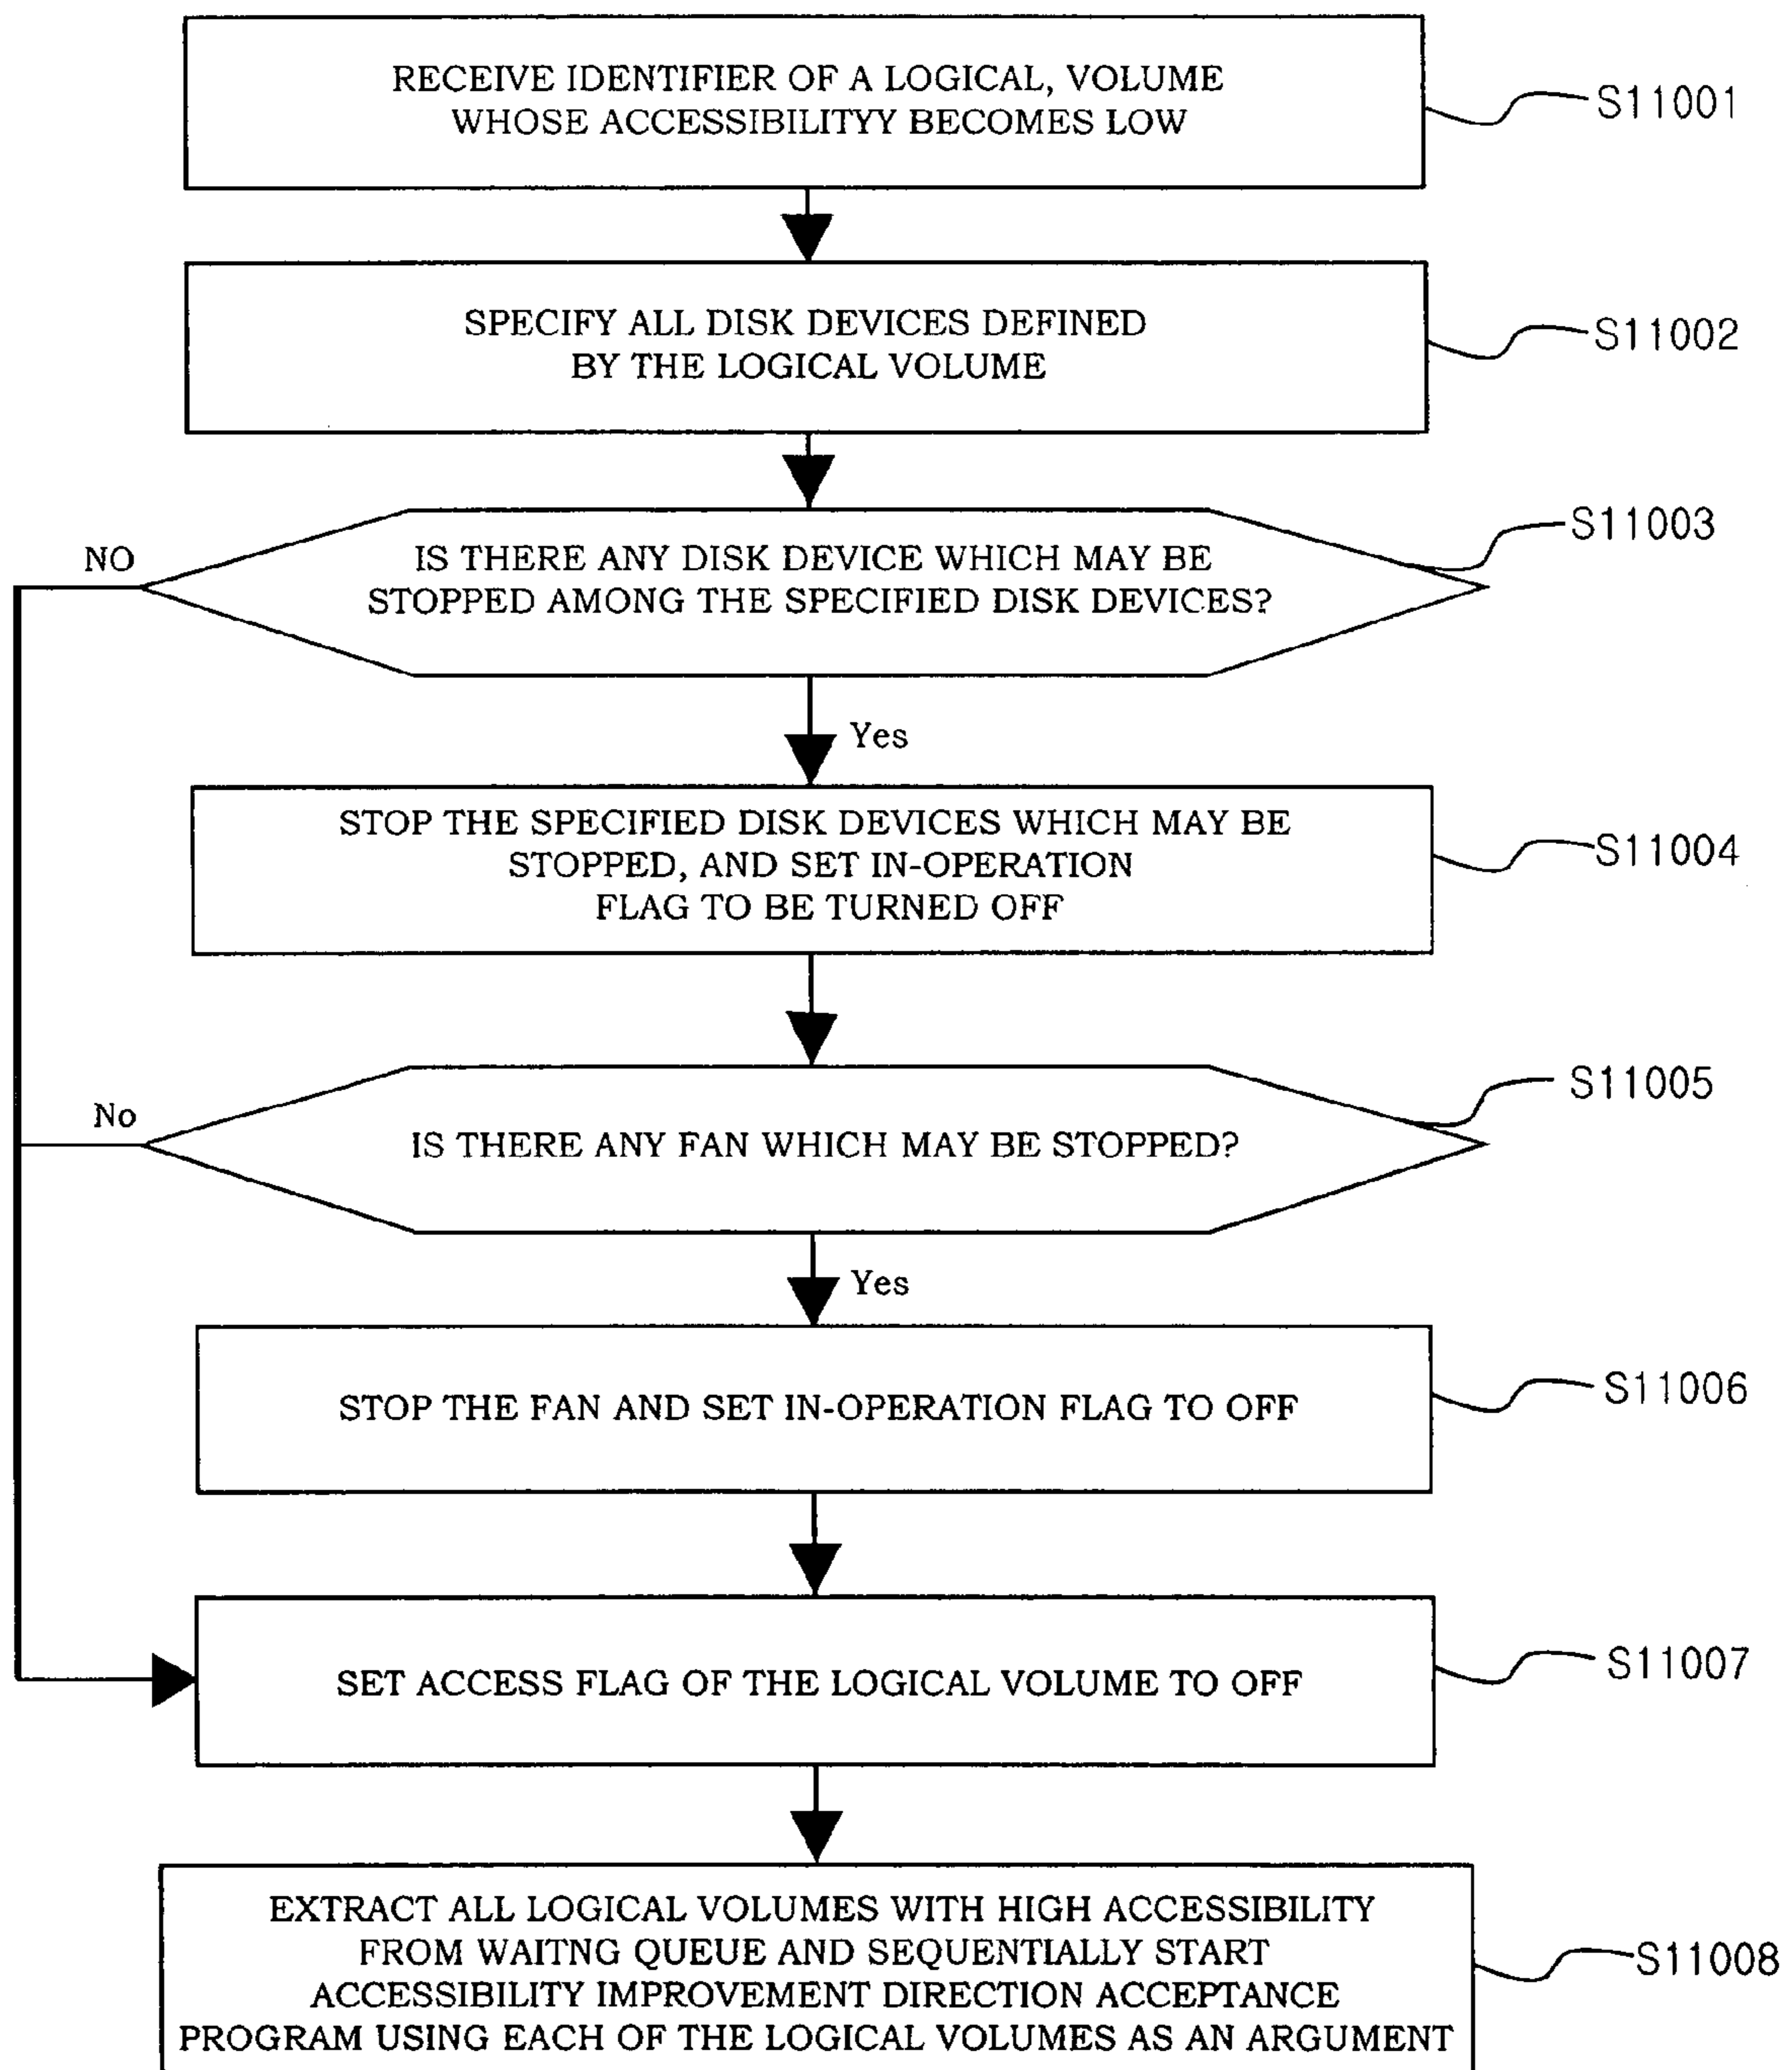 RECEIVE IDENTIFIER OF A LOGICAL, VOLUME
WHOSE ACCESSIBILITYY BECOMES LOW
S11001
SPECIFY ALL DISK DEVICES DEFINED
BY THE LOGICAL VOLUME
S11002
IS THERE ANY DISK DEVICE WHICH MAY BE
STOPPED AMONG THE SPECIFIED DISK DEVICES?
S11003
NO
Yes
STOP THE SPECIFIED DISK DEVICES WHICH MAY BE
STOPPED, AND SET IN-OPERATION
FLAG TO BE TURNED OFF
S11004
IS THERE ANY FAN WHICH MAY BE STOPPED?
S11005
No
Yes
STOP THE FAN AND SET IN-OPERATION FLAG TO OFF
S11006
SET ACCESS FLAG OF THE LOGICAL VOLUME TO OFF
S11007
EXTRACT ALL LOGICAL VOLUMES WITH HIGH ACCESSIBILITY
FROM WAITNG QUEUE AND SEQUENTIALLY START
ACCESSIBILITY IMPROVEMENT DIRECTION ACCEPTANCE
PROGRAM USING EACH OF THE LOGICAL VOLUMES AS AN ARGUMENT
S11008